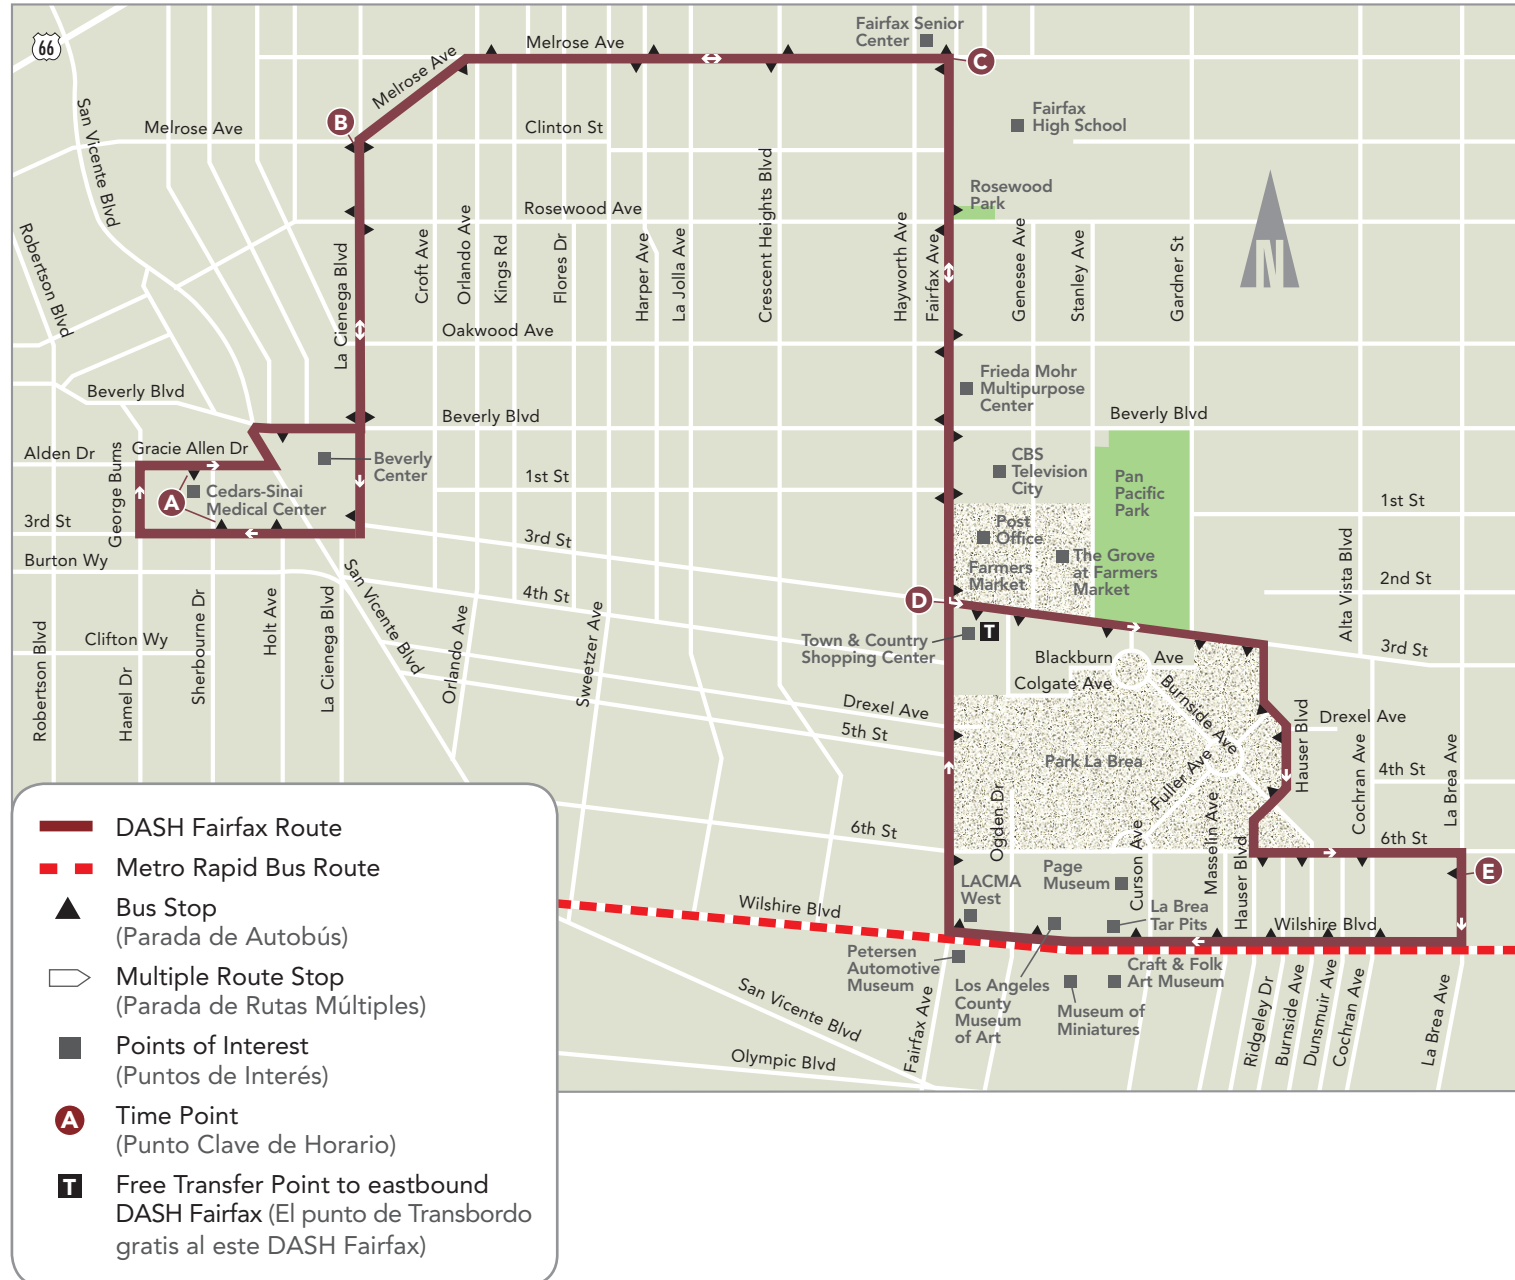 66
Fairfax Senior
Center
Melrose Ave
C
Melrose Ave
San Vicente Blvd
B
Melrose Ave
Clinton St
Fairfax
High School
Rosewood
Park
Rosewood Ave
Robertson Blvd
La Cienega Blvd
Croft Ave
Orlando Ave
Kings Rd
Flores Dr
Harper Ave
La Jolla Ave
Crescent Heights Blvd
Hayworth Ave
Fairfax Ave
Genesee Ave
Stanley Ave
Gardner St
N
Oakwood Ave
Beverly Blvd
Beverly Blvd
Beverly Blvd
Frieda Mohr
Multipurpose
Center
Alden Dr
Gracie Allen Dr
George Burns
Beverly
Center
A
Cedars-Sinai
Medical Center
3rd St
Burton Wy
1st St
3rd St
4th St
CBS
Television
City
Pan
Pacific
Park
Post
Office
Farmers
Market
The Grove
at Farmers
Market
1st St
2nd St
3rd St
Alta Vista Blvd
D
T
Town & Country
Shopping Center
Blackburn
Ave
Colgate Ave
Burnside Ave
San Vicente Blvd
Clifton Wy
Robertson Blvd
Hamel Dr
Sherbourne Dr
Holt Ave
La Cienega Blvd
Orlando Ave
Sweetzer Ave
Drexel Ave
5th St
6th St
Park La Brea
Fuller Ave
Hauser Blvd
Drexel Ave
4th St
6th St
Cochran Ave
La Brea Ave
Ogden Dr
Curson Ave
Masselin Ave
Hauser Blvd
E
Page
Museum
LACMA
West
La Brea
Tar Pits
Wilshire Blvd
Wilshire Blvd
Petersen
Automotive
Museum
Los Angeles
County
Museum
of Art
Craft & Folk
Art Museum
Museum of
Miniatures
San Vicente Blvd
Olympic Blvd
Fairfax Ave
Ridgeley Dr
Burnside Ave
Dunsmuir Ave
Cochran Ave
La Brea Ave
DASH Fairfax Route
Metro Rapid Bus Route
Bus Stop
(Parada de Autobús)
Multiple Route Stop
(Parada de Rutas Múltiples)
Points of Interest
(Puntos de Interés)
A
Time Point
(Punto Clave de Horario)
T
Free Transfer Point to eastbound
DASH Fairfax (El punto de Transbordo
gratis al este DASH Fairfax)